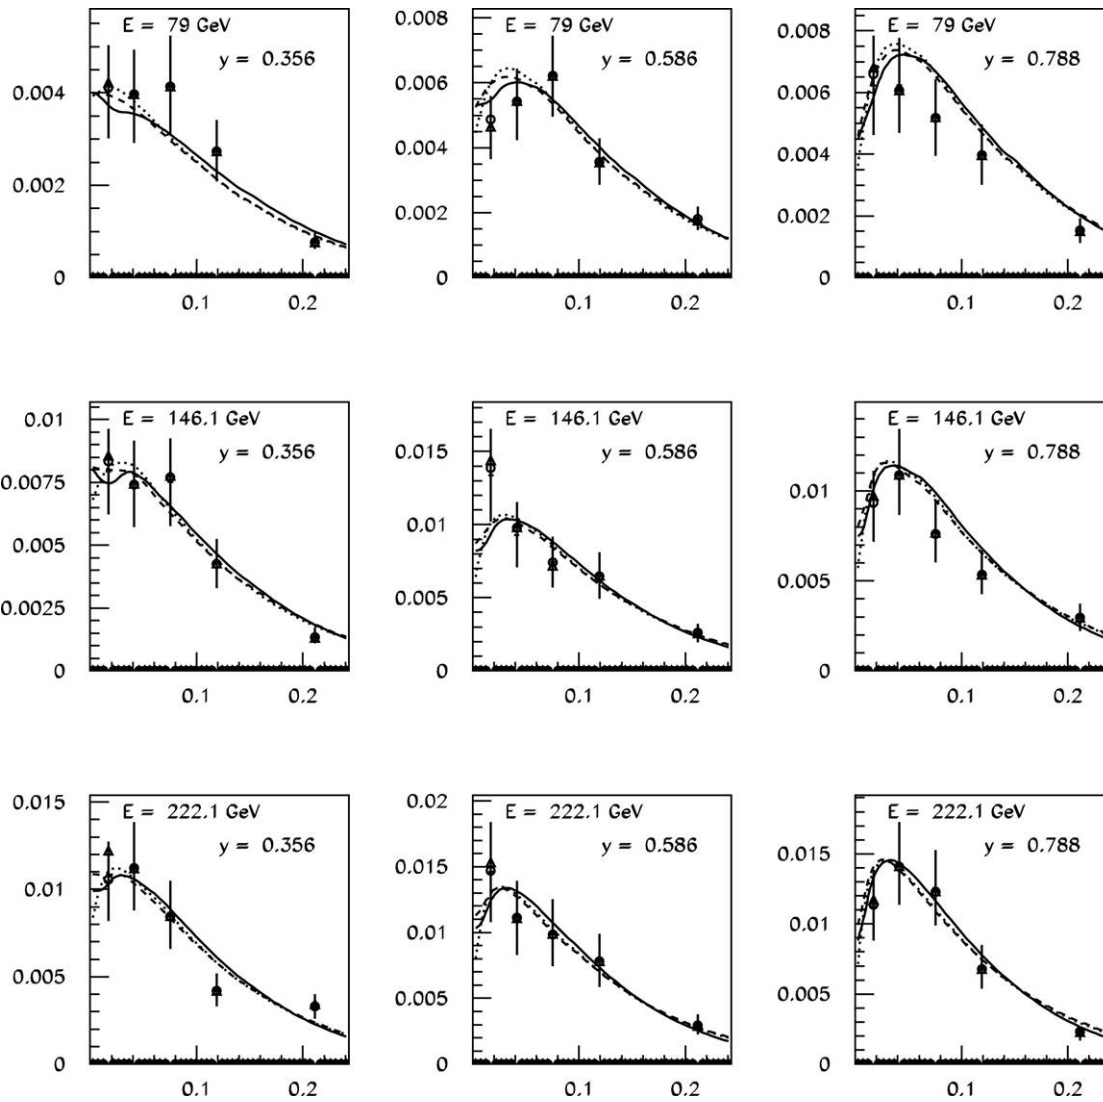 E = 79 GeV
y = 0.356
0.004
0.002
0
0.1 0.2
E = 79 GeV
y = 0.586
0.008
0.006
0.004
0.002
0
0.1 0.2
E = 79 GeV
y = 0.788
0.008
0.006
0.004
0.002
0
0.1 0.2
E = 146.1 GeV
y = 0.356
0.01
0.0075
0.005
0.0025
0
0.1 0.2
E = 146.1 GeV
y = 0.586
0.015
0.01
0.005
0
0.1 0.2
E = 146.1 GeV
y = 0.788
0.01
0.005
0
0.1 0.2
0.015
E = 222.1 GeV
y = 0.356
0.01
0.005
0
0.1 0.2
0.02
E = 222.1 GeV
y = 0.586
0.015
0.01
0.005
0
0.1 0.2
E = 222.1 GeV
y = 0.788
0.015
0.01
0.005
0
0.1 0.2